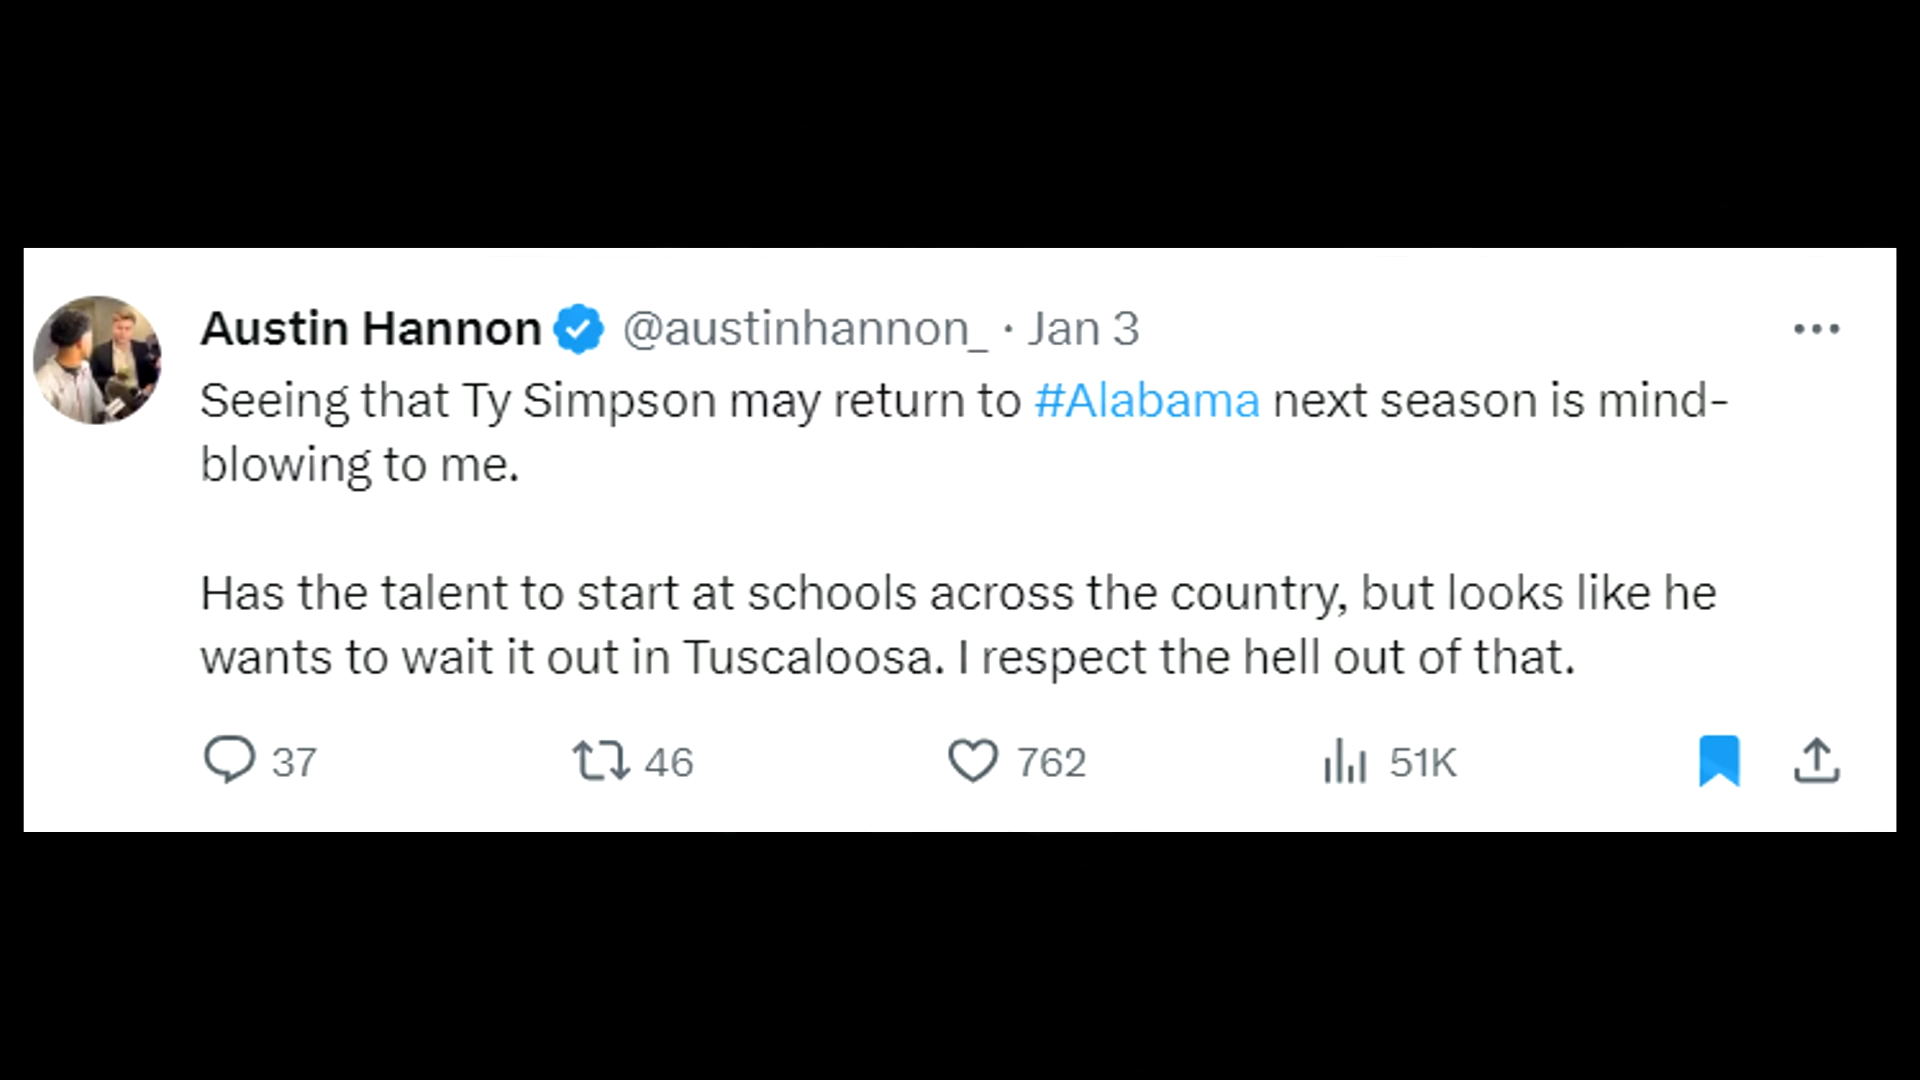 Austin Hannon @austinhannon_ · Jan 3
Seeing that Ty Simpson may return to #Alabama next season is mind-
blowing to me.
Has the talent to start at schools across the country, but looks like he
wants to wait it out in Tuscaloosa. I respect the hell out of that.
37 46 762 51K